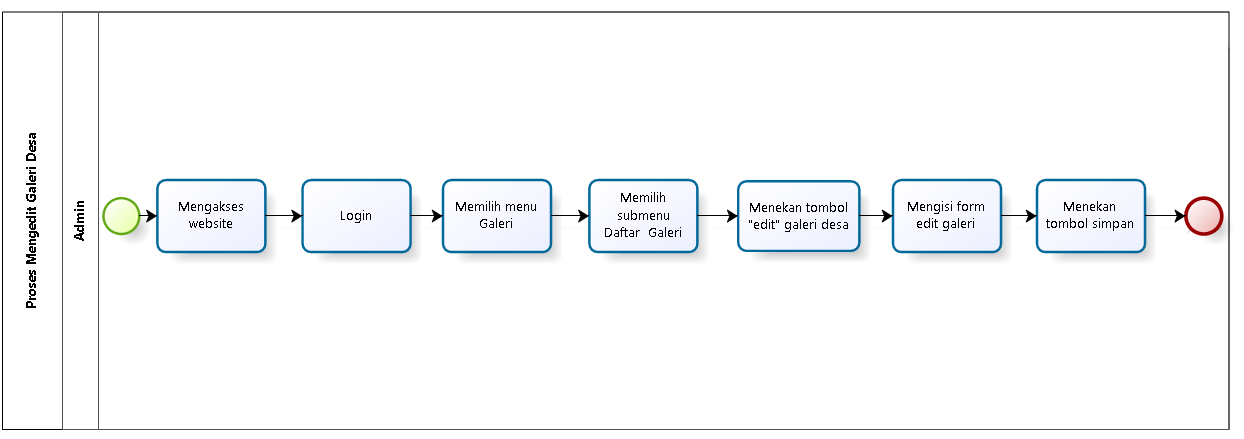 Proses Mengedit Galeri Desa
Admin
Mengakses
website
Login
Memilih menu
Galeri
Memilih
submenu
Daftar  Galeri
Menekan tombol
"edit" galeri desa
Mengisi form
edit galeri
Menekan
tombol simpan